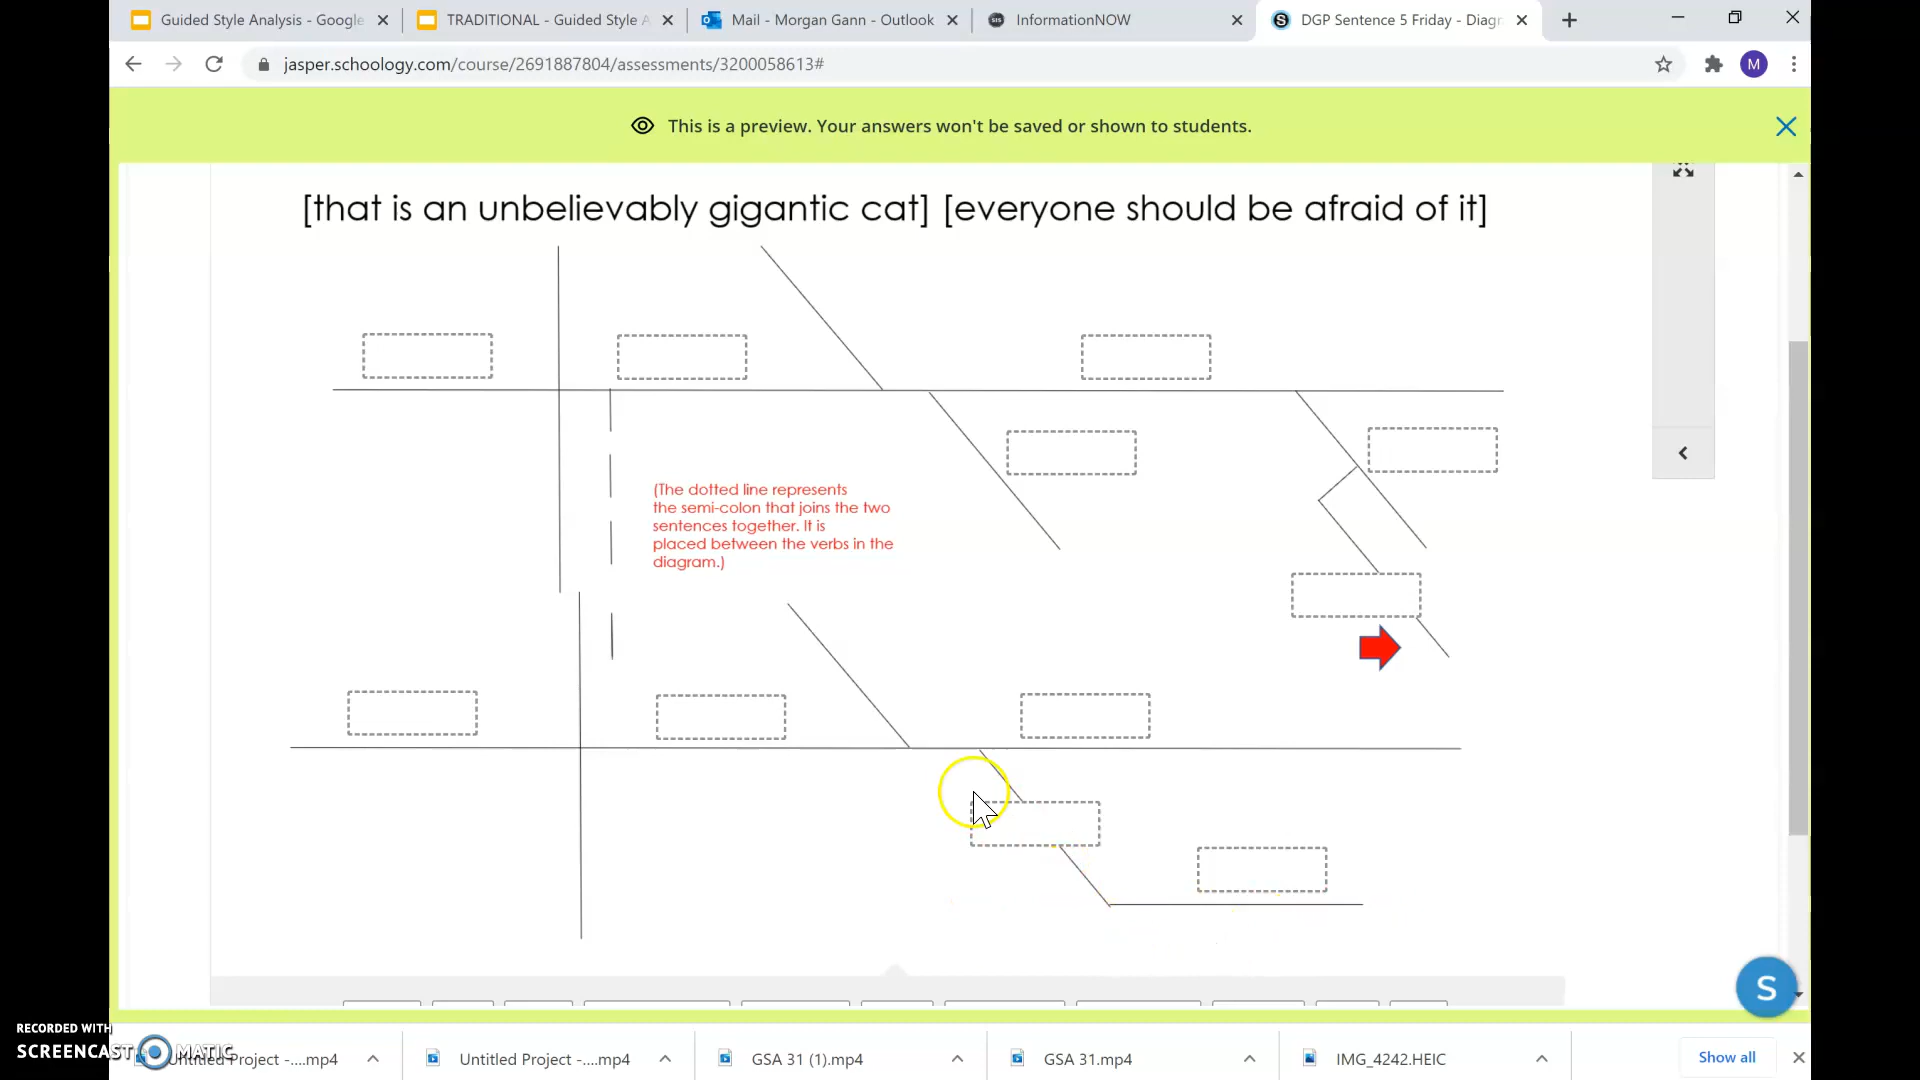 Guided Style Analysis - Google
TRADITIONAL - Guided Style A
Mail - Morgan Gann - Outlook
InformationNOW
DGP Sentence 5 Friday - Diagr
jasper.schoology.com/course/2691887804/assessments/3200058613#
M
This is a preview. Your answers won't be saved or shown to students.
[that is an unbelievably gigantic cat] [everyone should be afraid of it]
(The dotted line represents
the semi-colon that joins the two
sentences together. It is
placed between the verbs in the
diagram.)
S
RECORDED WITH
SCREENCAST MATIC
Untitled Project -....mp4
Untitled Project -....mp4
GSA 31 (1).mp4
GSA 31.mp4
IMG_4242.HEIC
Show all